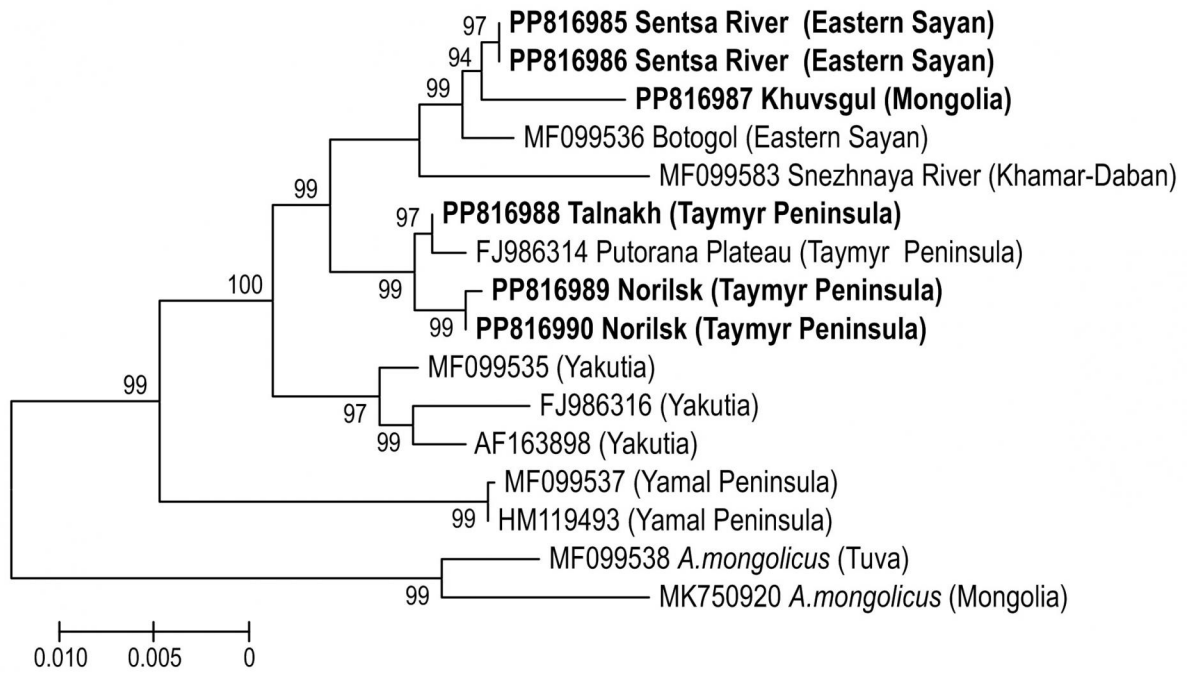 97 PP816985 Sentsa River (Eastern Sayan)
94 PP816986 Sentsa River (Eastern Sayan)
99 PP816987 Khuvsgul (Mongolia)
MF099536 Botogol (Eastern Sayan)
99 MF099583 Snezhnaya River (Khamar-Daban)
97 PP816988 Talnakh (Taymyr Peninsula)
FJ986314 Putorana Plateau (Taymyr Peninsula)
100 99 PP816989 Norilsk (Taymyr Peninsula)
99 PP816990 Norilsk (Taymyr Peninsula)
MF099535 (Yakutia)
99 97 FJ986316 (Yakutia)
99 AF163898 (Yakutia)
MF099537 (Yamal Peninsula)
99 HM119493 (Yamal Peninsula)
MF099538 A.mongolicus (Tuva)
99 MK750920 A.mongolicus (Mongolia)
0.010 0.005 0